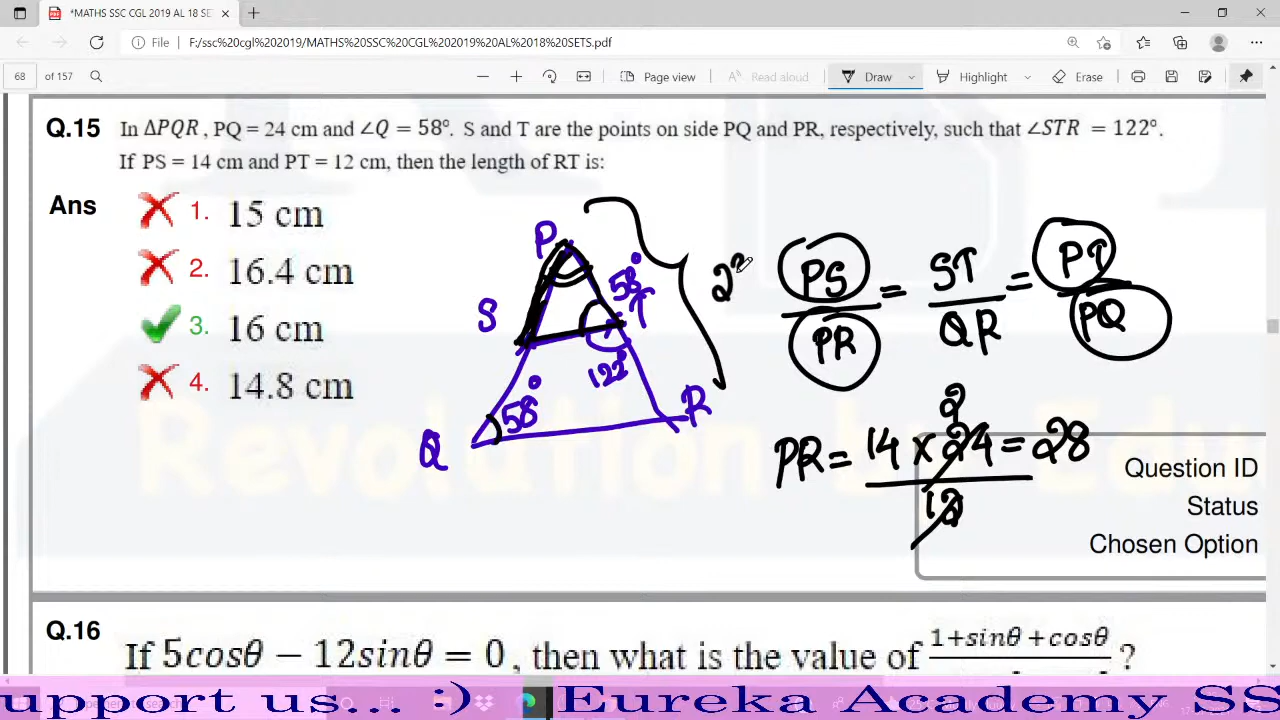 *MATHS SSC CGL 2019 AL 18 SE
File F:/ssc%20cgl%202019/MATHS%20SSC%20CGL%202019%20AL%2018%20SETS.pdf
68 of 157 Page view Read aloud Draw Highlight Erase
Q.15 In ΔPQR, PQ = 24 cm and ∠Q = 58°. S and T are the points on side PQ and PR, respectively, such that ∠STR = 122°.
If PS = 14 cm and PT = 12 cm, then the length of RT is:
Ans
1. 15 cm
2. 16.4 cm
3. 16 cm
4. 14.8 cm
P
S
58°
T
122°
58°
Q
R
PS/PR = ST/QR = PT/PQ
2
PR = 14 × 24 = 28
12
Question ID
Status
Chosen Option
Q.16 If 5cosθ − 12sinθ = 0, then what is the value of 1+sinθ+cosθ ?
upport us... :) Eureka Academy SS